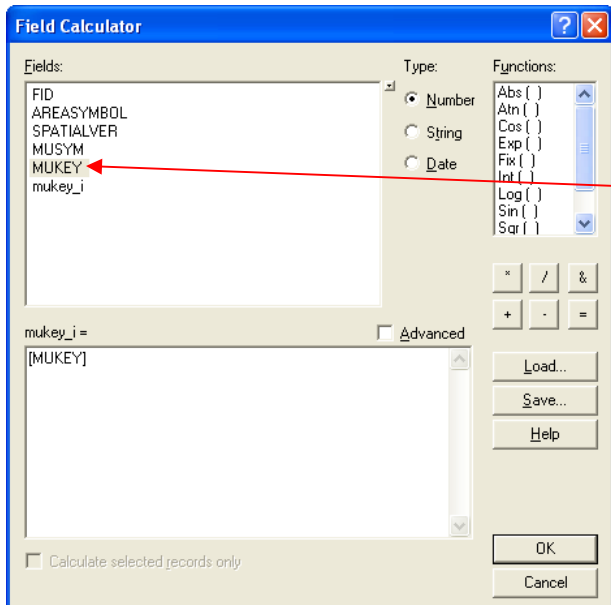 Field Calculator
Fields:
FID
AREASYMBOL
SPATIALVER
MUSYM
MUKEY
mukey_i
Type:
Number
String
Date
Functions:
Abs ( )
Atn ( )
Cos ( )
Exp ( )
Fix ( )
Int ( )
Log ( )
Sin ( )
Sqr ( )
* / &
+ - =
mukey_i =
Advanced
[MUKEY]
Load...
Save...
Help
Calculate selected records only
OK
Cancel